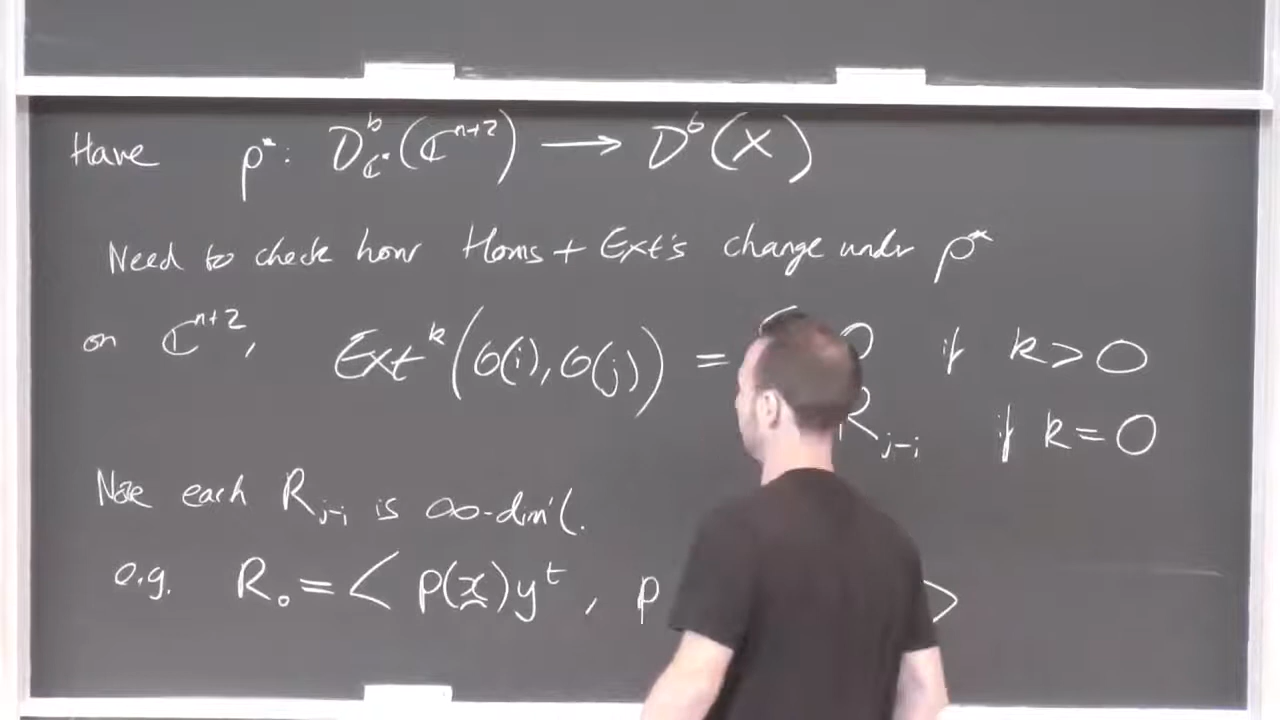 Have p*: D^b_{ℂ*}(ℂ^{n+2}) ⟶ D^b(X)
Need to check how Homs + Ext's change under p*
on ℂ^{n+2}, Ext^k(O(i), O(j)) = { 0 if k > 0
R_{j-i} if k = 0
Note each R_{j-i} is ∞-dim'l.
e.g. R_0 = < p(x)y^t, p >